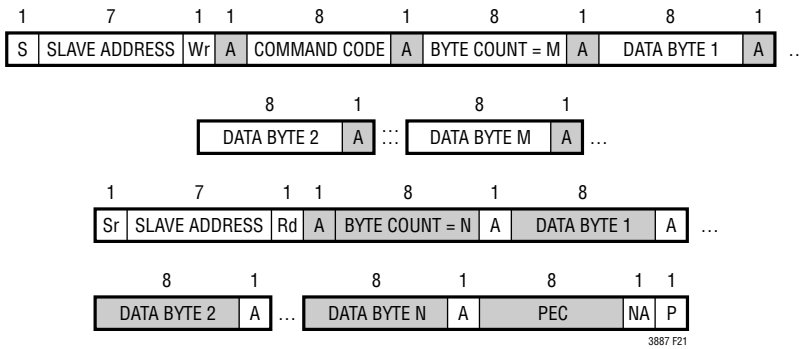 1 7 1 1 8 1 8 1 8 1
S SLAVE ADDRESS Wr A COMMAND CODE A BYTE COUNT = M A DATA BYTE 1 A …
8 1 8 1
DATA BYTE 2 A … DATA BYTE M A …
1 7 1 1 8 1 8 1
Sr SLAVE ADDRESS Rd A BYTE COUNT = N A DATA BYTE 1 A …
8 1 8 1 8 1 1
DATA BYTE 2 A … DATA BYTE N A PEC NA P
3887 F21